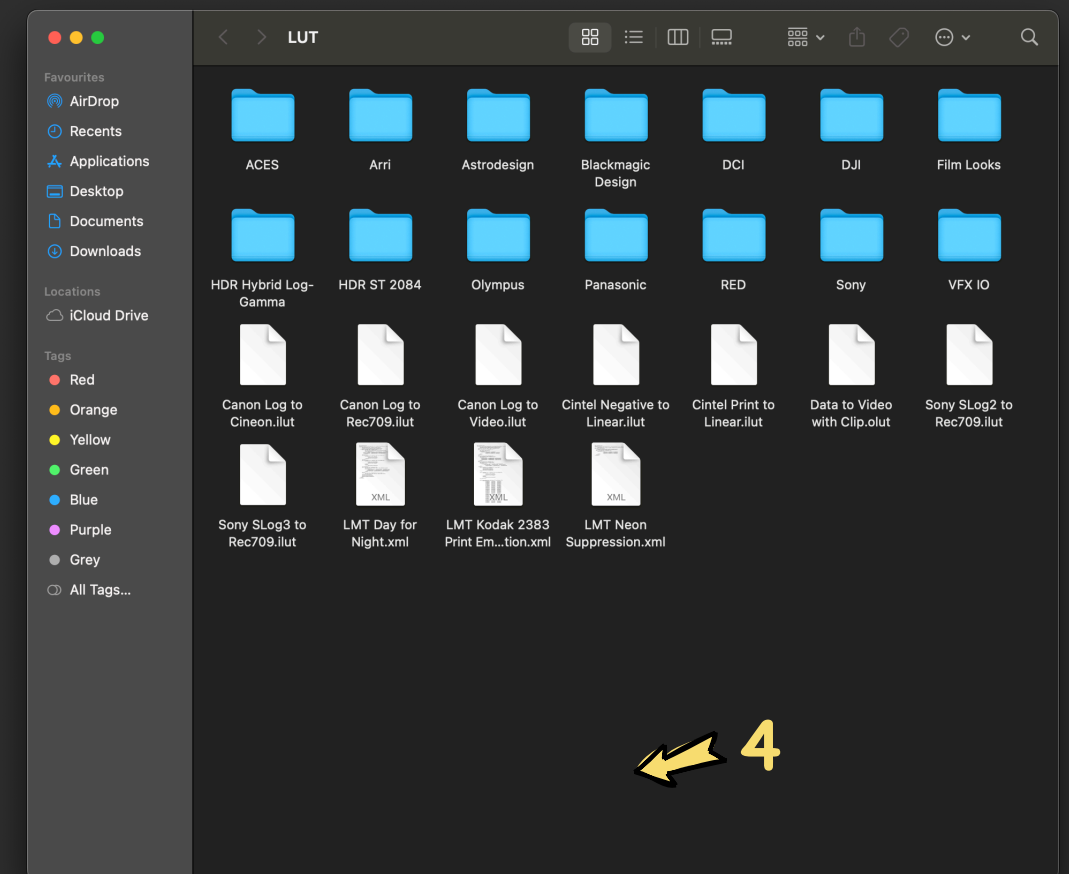 LUT
Favourites
AirDrop
Recents
Applications
Desktop
Documents
Downloads
Locations
iCloud Drive
Tags
Red
Orange
Yellow
Green
Blue
Purple
Grey
All Tags...
ACES
Arri
Astrodesign
Blackmagic
Design
DCI
DJI
Film Looks
HDR Hybrid Log-
Gamma
HDR ST 2084
Olympus
Panasonic
RED
Sony
VFX IO
Canon Log to
Cineon.ilut
Canon Log to
Rec709.ilut
Canon Log to
Video.ilut
Cintel Negative to
Linear.ilut
Cintel Print to
Linear.ilut
Data to Video
with Clip.olut
Sony SLog2 to
Rec709.ilut
Sony SLog3 to
Rec709.ilut
XML
LMT Day for
Night.xml
XML
LMT Kodak 2383
Print Em...tion.xml
XML
LMT Neon
Suppression.xml
4